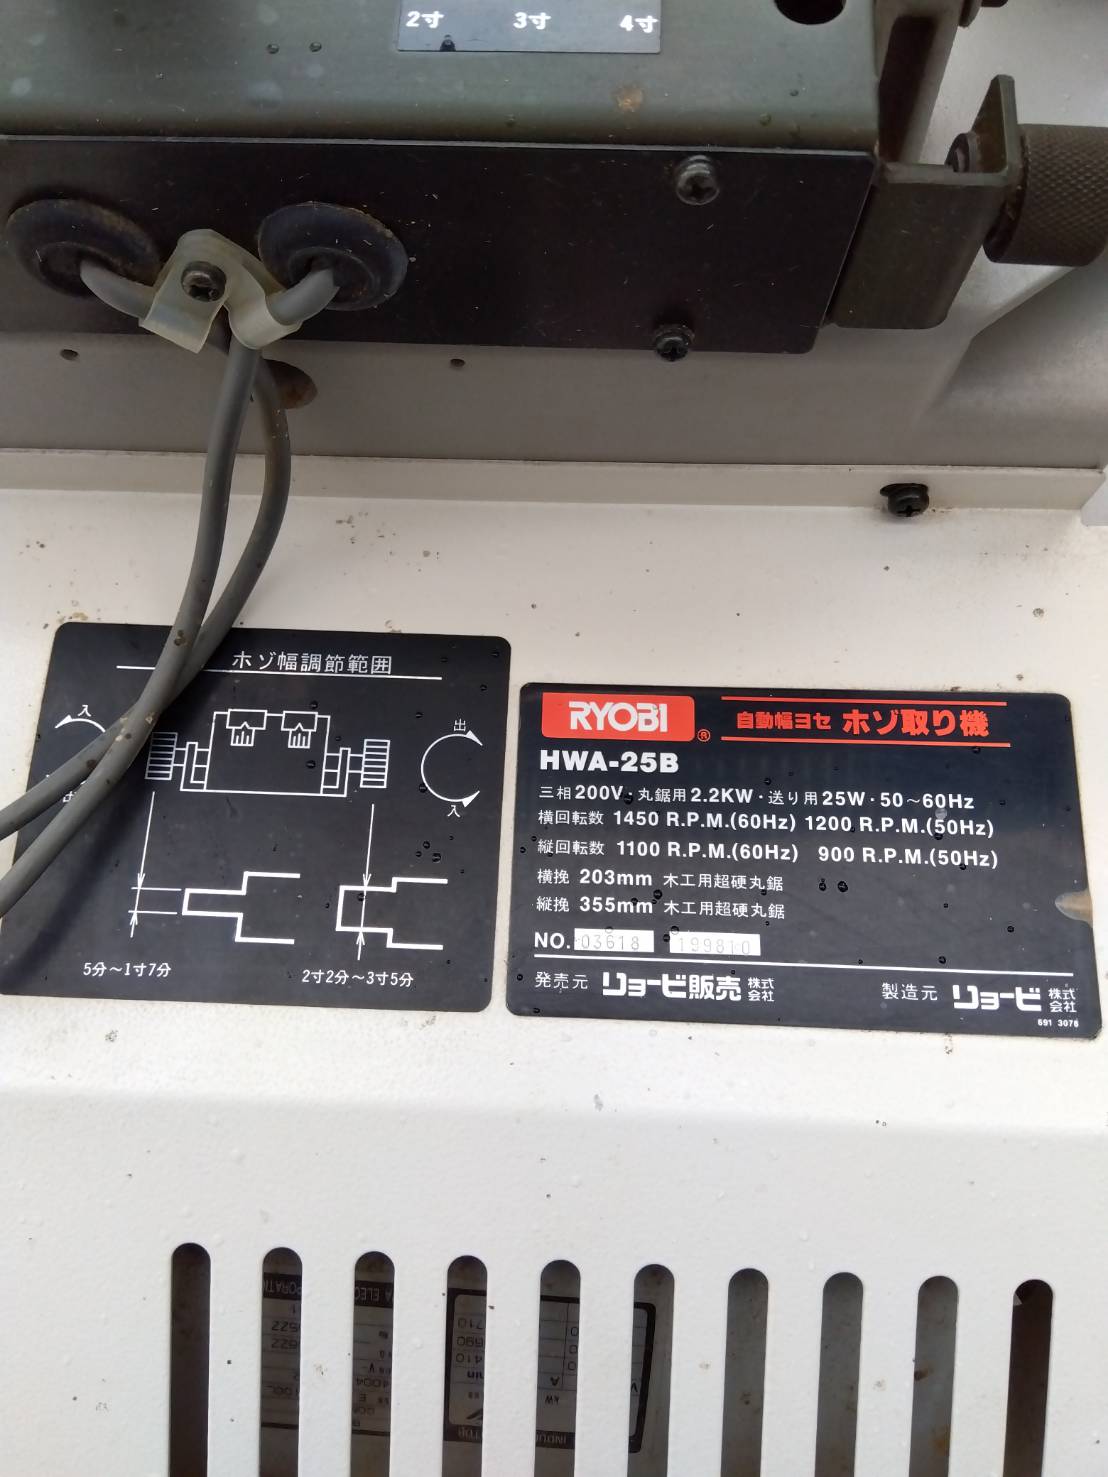 2寸 3寸 4寸
ホゾ幅調節範囲
入
出
入
5分〜1寸7分
2寸2分〜3寸5分
RYOBI ® 自動幅ヨセ ホゾ取り機
HWA-25B
三相200V・丸鋸用2.2KW・送り用25W・50〜60Hz
横回転数 1450 R.P.M.(60Hz) 1200 R.P.M.(50Hz)
縦回転数 1100 R.P.M.(60Hz) 900 R.P.M.(50Hz)
横挽 203mm 木工用超硬丸鋸
縦挽 355mm 木工用超硬丸鋸
NO. 03618 199810
発売元 リョービ販売株式会社 製造元 リョービ株式会社
691 3076